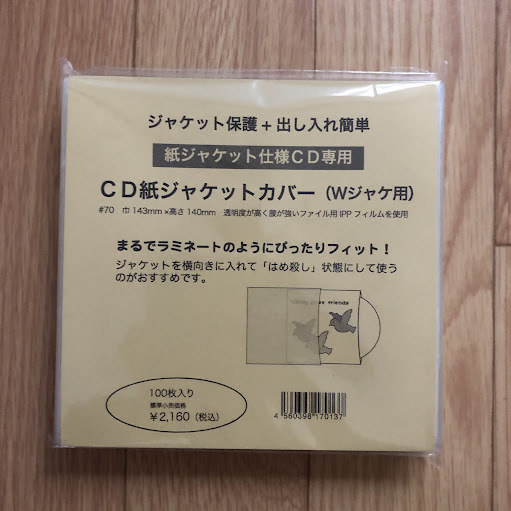 ジャケット保護+出し入れ簡単
紙ジャケット仕様CD専用
CD紙ジャケットカバー(Wジャケ用)
#70 巾143mm×高さ140mm 透明度が高く腰が強いファイル用IPPフィルムを使用
まるでラミネートのようにぴったりフィット!
ジャケットを横向きに入れて「はめ殺し」状態にして使う
のがおすすめです。
friends
100枚入り
標準小売価格
¥2,160(税込)
4 560398 170137